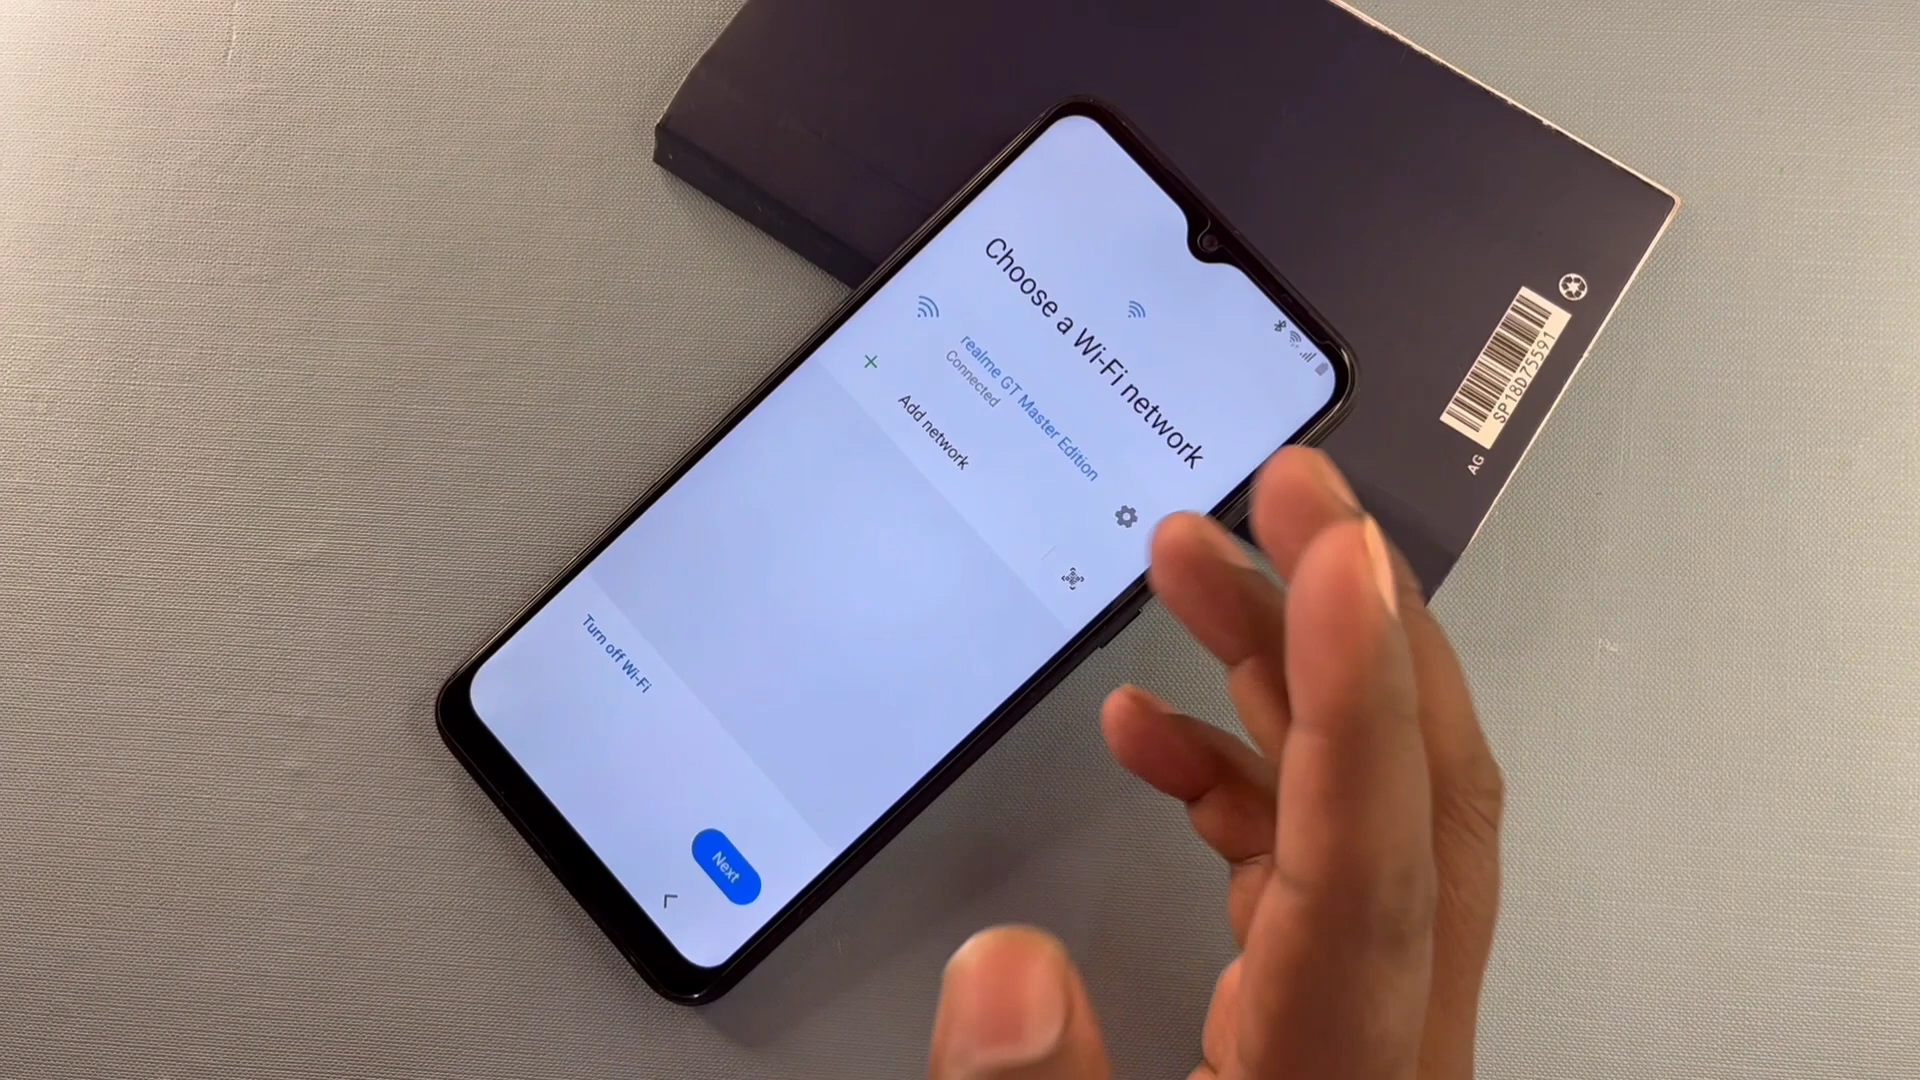 Choose a Wi-Fi network
realme GT Master Edition
Connected
Add network
Turn off Wi-Fi
Next
SP18D75591
AG